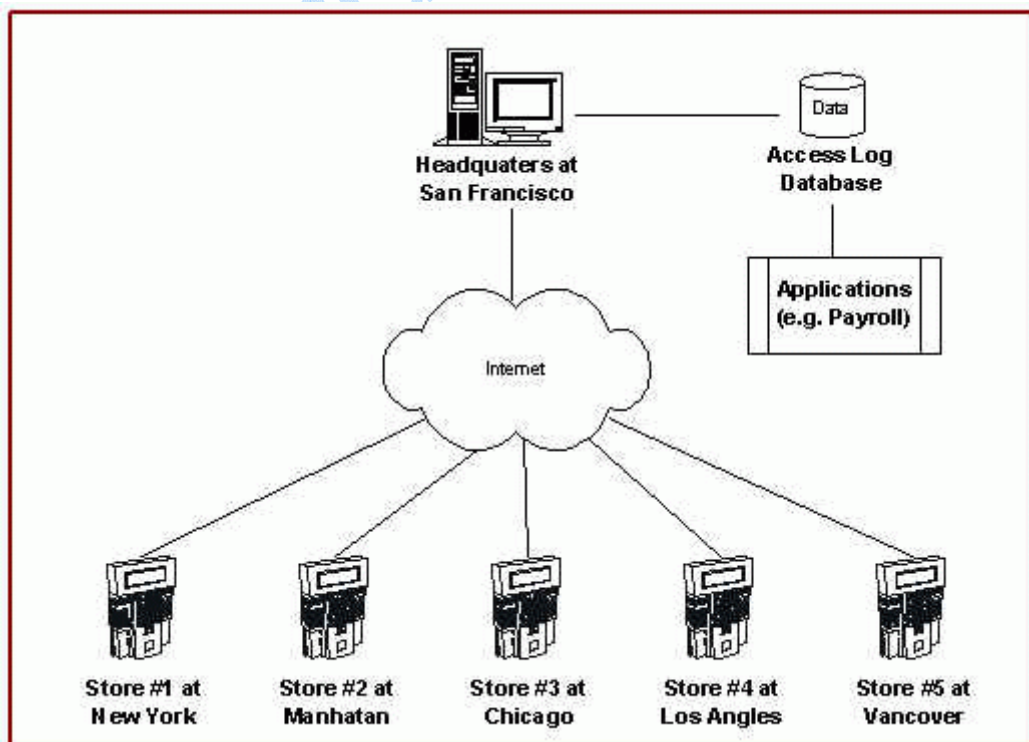 Headquaters at
San Francisco
Data
Access Log
Database
Applications
(e.g. Payroll)
Internet
Store #1 at
New York
Store #2 at
Manhatan
Store #3 at
Chicago
Store #4 at
Los Angles
Store #5 at
Vancover